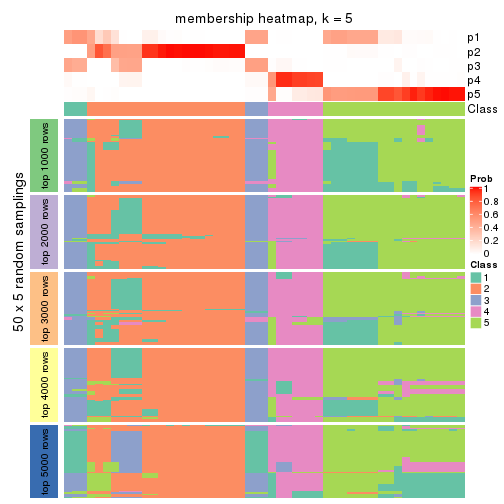 membership heatmap, k = 5
p1
p2
p3
p4
p5
Class
50 x 5 random samplings
top 1000 rows
top 2000 rows
top 3000 rows
top 4000 rows
top 5000 rows
Prob
1
0.8
0.6
0.4
0.2
0
Class
1
2
3
4
5